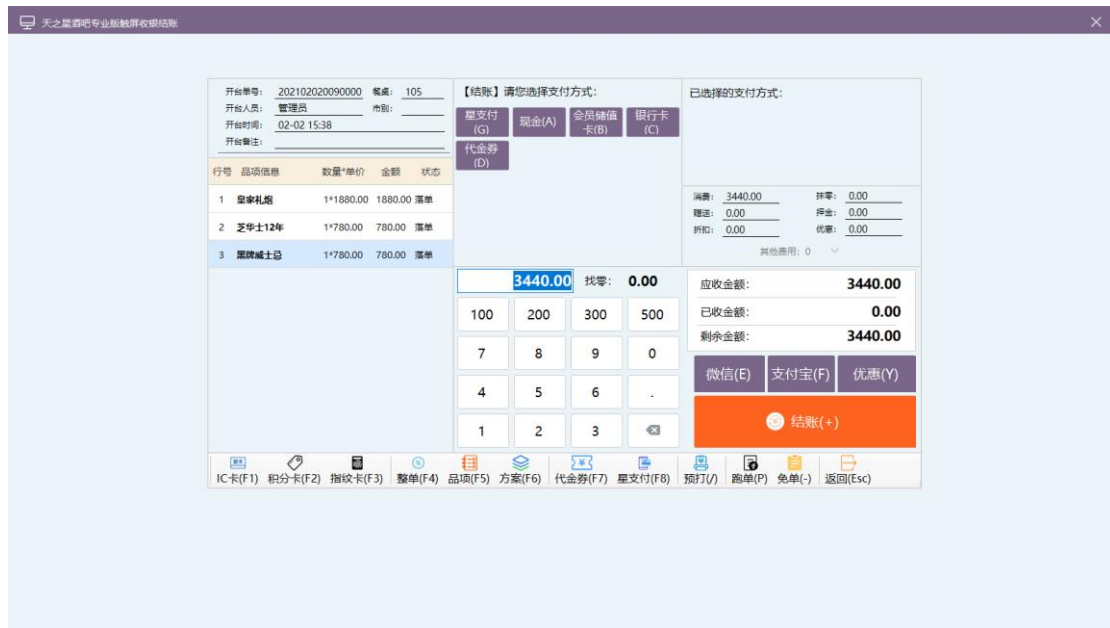 天之星酒吧专业版触屏收银结账
开台单号: 202102020090000 餐桌: 105
开台人员: 管理员 市别:
开台时间: 02-02 15:38
开台备注:
行号 品项信息 数量*单价 金额 状态
1 皇家礼炮 1*1880.00 1880.00 落单
2 芝华士12年 1*780.00 780.00 落单
3 黑牌威士忌 1*780.00 780.00 落单
【结账】请您选择支付方式:
星支付(G) 现金(A) 会员储值卡(B) 银行卡(C)
代金券(D)
已选择的支付方式:
消费: 3440.00 抹零: 0.00
赠送: 0.00 押金: 0.00
折扣: 0.00 优惠: 0.00
其他费用: 0
3440.00 找零: 0.00
100 200 300 500
7 8 9 0
4 5 6 .
1 2 3
应收金额: 3440.00
已收金额: 0.00
剩余金额: 3440.00
微信(E) 支付宝(F) 优惠(Y)
结账(+)
IC卡(F1) 积分卡(F2) 指纹卡(F3) 整单(F4) 品项(F5) 方案(F6) 代金券(F7) 星支付(F8) 预打(/) 跑单(P) 免单(-) 返回(Esc)